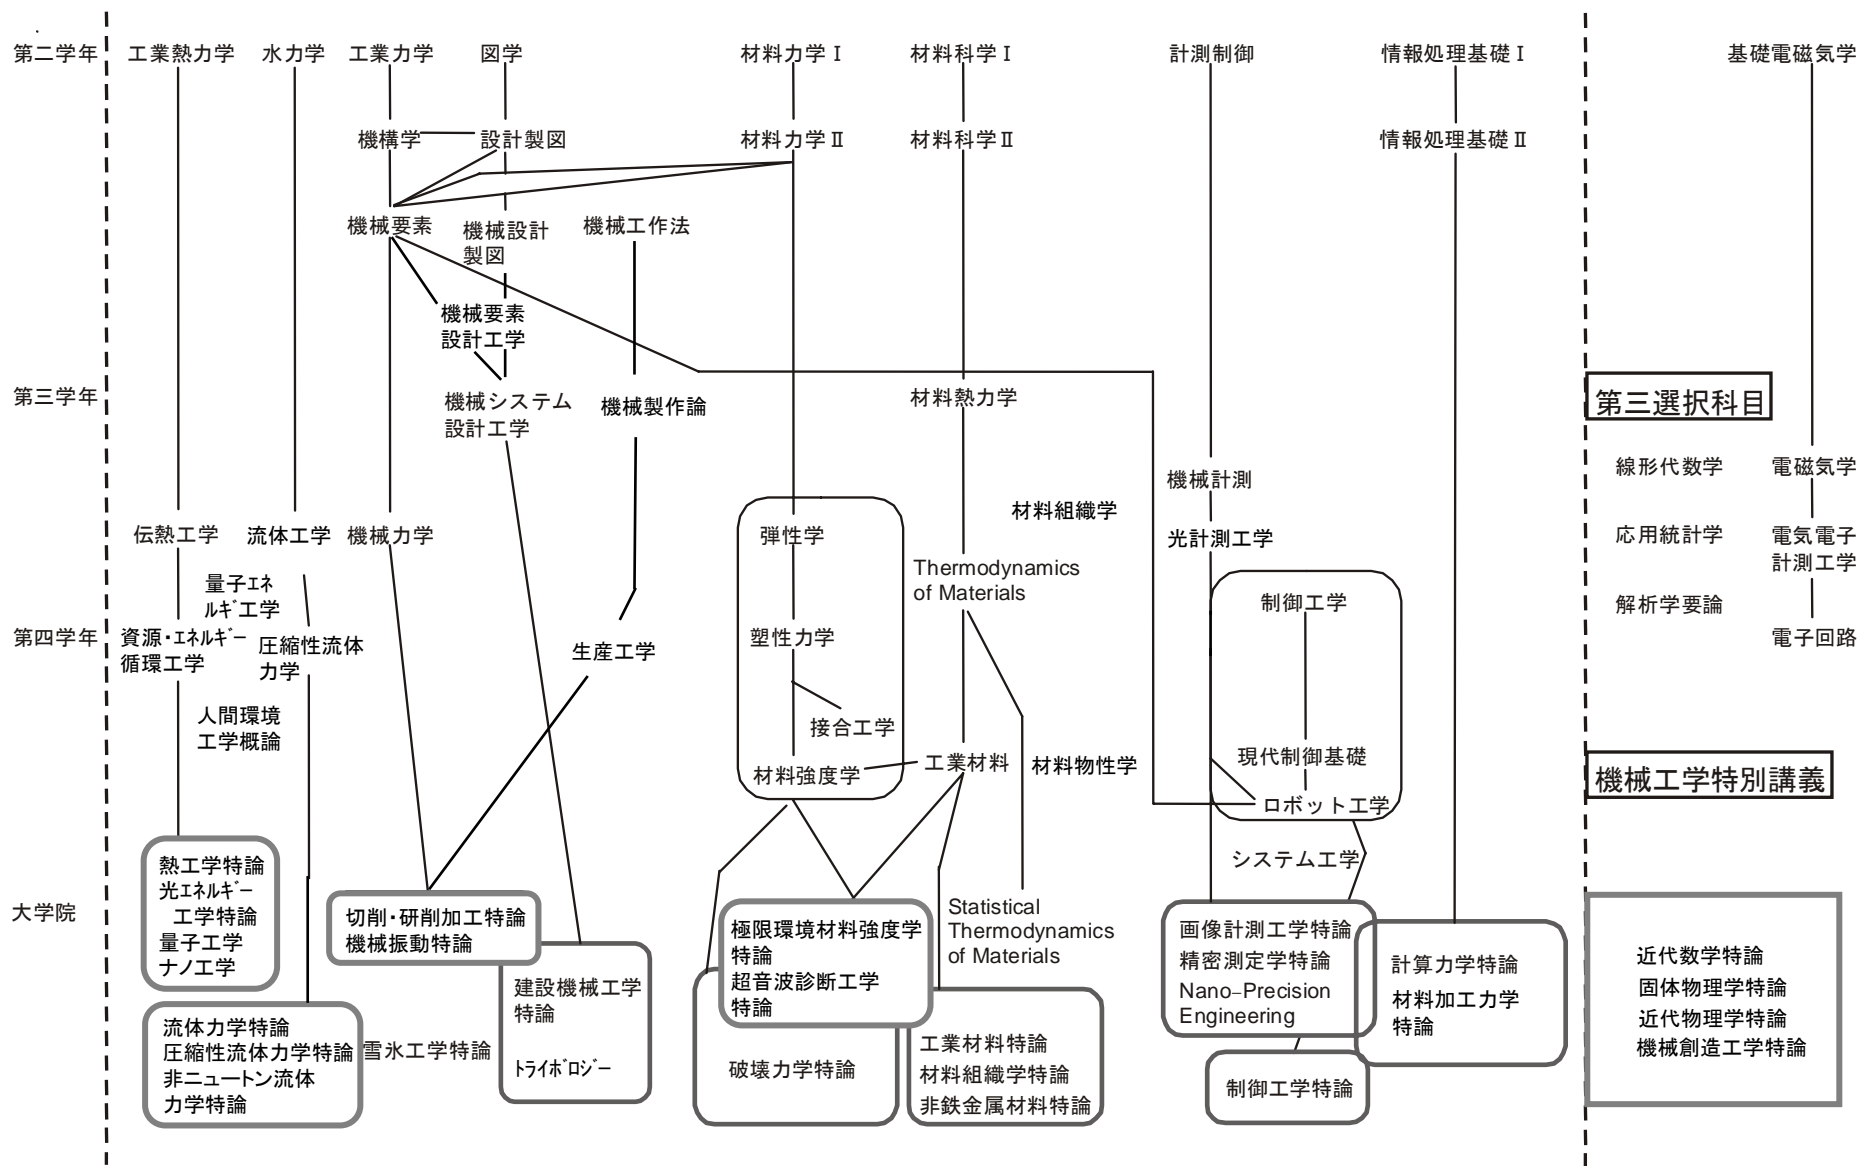 第二学年
工業熱力学
水力学
工業力学
図学
材料力学Ⅰ
材料科学Ⅰ
計測制御
情報処理基礎Ⅰ
基礎電磁気学
機構学
設計製図
材料力学Ⅱ
材料科学Ⅱ
情報処理基礎Ⅱ
機械要素
機械設計
製図
機械工作法
機械要素
設計工学
第三学年
機械システム
設計工学
機械製作論
材料熱力学
第三選択科目
機械計測
線形代数学
電磁気学
材料組織学
伝熱工学
流体工学
機械力学
弾性学
光計測工学
応用統計学
電気電子
計測工学
量子エネ
ルギ工学
Thermodynamics
of Materials
制御工学
解析学要論
第四学年
資源・エネルギー
循環工学
圧縮性流体
力学
生産工学
塑性力学
電子回路
人間環境
工学概論
接合工学
材料強度学
工業材料
材料物性学
現代制御基礎
ロボット工学
機械工学特別講義
システム工学
大学院
熱工学特論
光エネルギー
工学特論
量子工学
ナノ工学
切削・研削加工特論
機械振動特論
極限環境材料強度学
特論
超音波診断工学
特論
Statistical
Thermodynamics
of Materials
画像計測工学特論
精密測定学特論
Nano-Precision
Engineering
計算力学特論
材料加工力学
特論
近代数学特論
固体物理学特論
近代物理学特論
機械創造工学特論
建設機械工学
特論
トライボロジー
流体力学特論
圧縮性流体力学特論
非ニュートン流体
力学特論
雪氷工学特論
破壊力学特論
工業材料特論
材料組織学特論
非鉄金属材料特論
制御工学特論